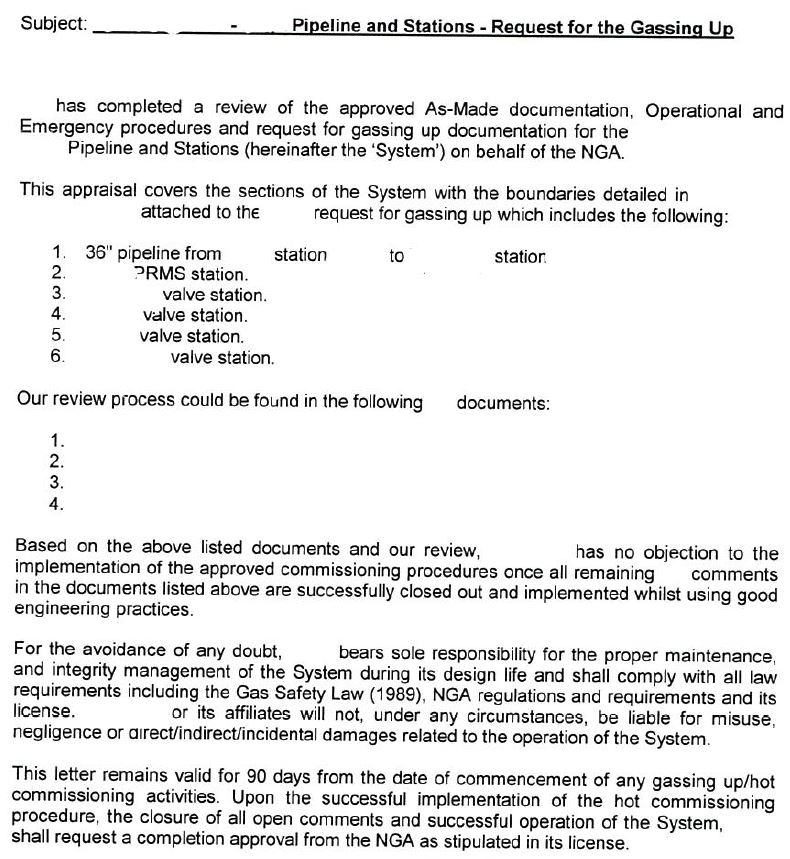 Subject: - Pipeline and Stations - Request for the Gassing Up
has completed a review of the approved As-Made documentation, Operational and
Emergency procedures and request for gassing up documentation for the
Pipeline and Stations (hereinafter the 'System') on behalf of the NGA.
This appraisal covers the sections of the System with the boundaries detailed in
attached to the request for gassing up which includes the following:
1. 36" pipeline from station to station
2. PRMS station.
3. valve station.
4. valve station.
5. valve station.
6. valve station.
Our review process could be found in the following documents:
1.
2.
3.
4.
Based on the above listed documents and our review, has no objection to the
implementation of the approved commissioning procedures once all remaining comments
in the documents listed above are successfully closed out and implemented whilst using good
engineering practices.
For the avoidance of any doubt, bears sole responsibility for the proper maintenance,
and integrity management of the System during its design life and shall comply with all law
requirements including the Gas Safety Law (1989), NGA regulations and requirements and its
license. or its affiliates will not, under any circumstances, be liable for misuse,
negligence or direct/indirect/incidental damages related to the operation of the System.
This letter remains valid for 90 days from the date of commencement of any gassing up/hot
commissioning activities. Upon the successful implementation of the hot commissioning
procedure, the closure of all open comments and successful operation of the System,
shall request a completion approval from the NGA as stipulated in its license.